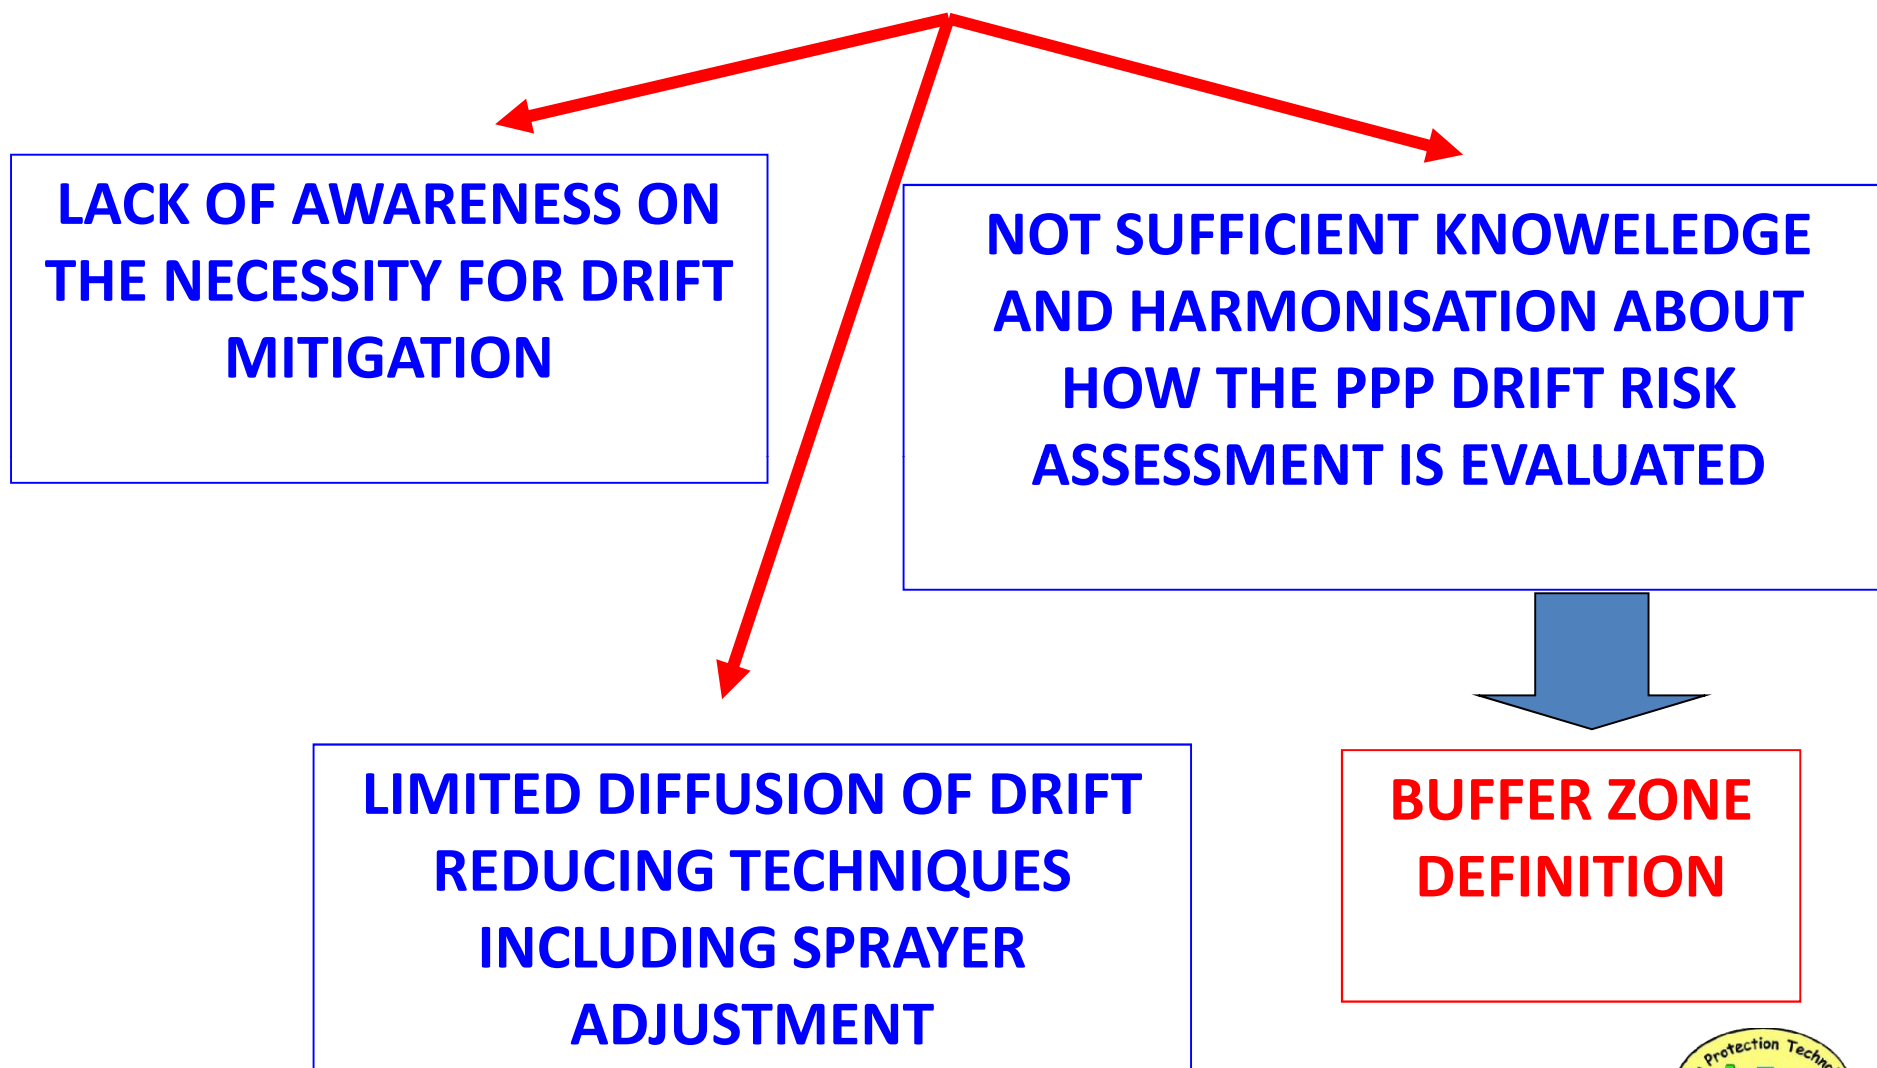 LACK OF AWARENESS ON
THE NECESSITY FOR DRIFT
MITIGATION
NOT SUFFICIENT KNOWELEDGE
AND HARMONISATION ABOUT
HOW THE PPP DRIFT RISK
ASSESSMENT IS EVALUATED
LIMITED DIFFUSION OF DRIFT
REDUCING TECHNIQUES
INCLUDING SPRAYER
ADJUSTMENT
BUFFER ZONE
DEFINITION
Protection